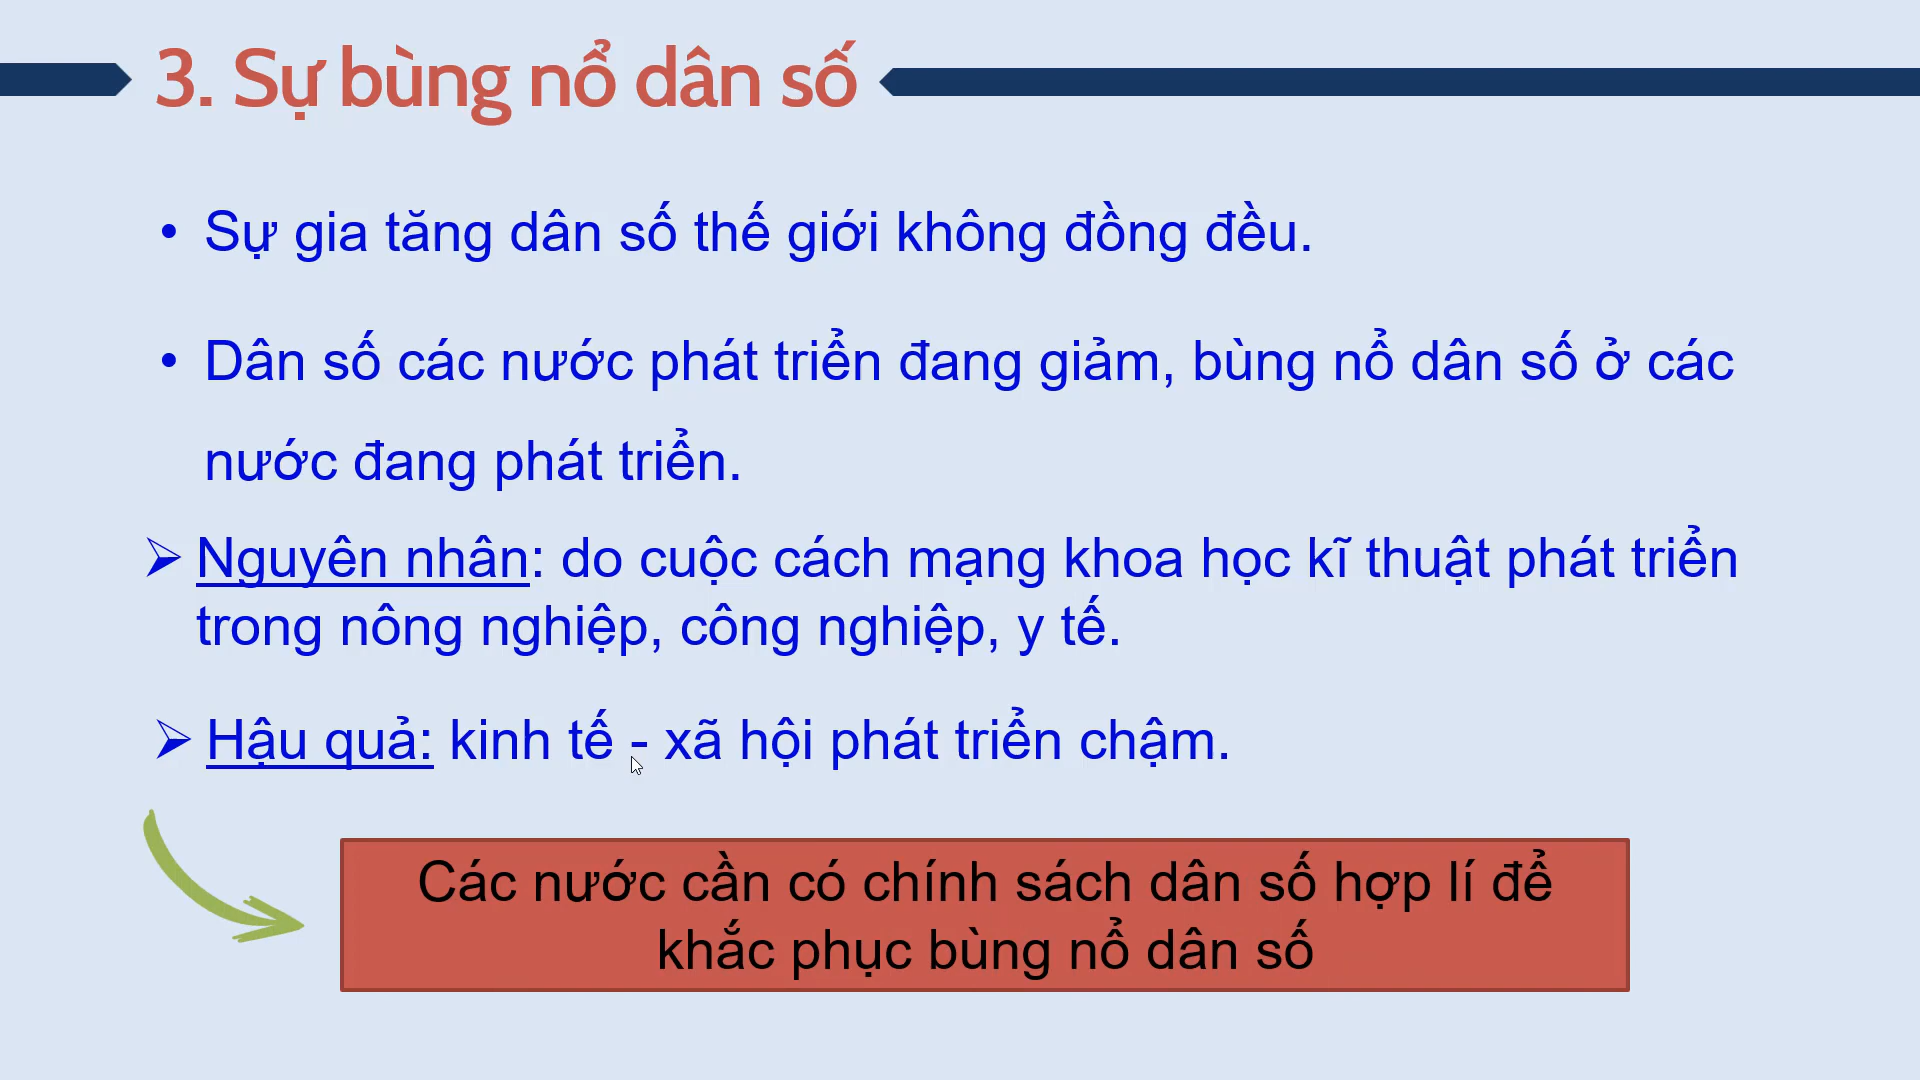 3. Sự bùng nổ dân số
• Sự gia tăng dân số thế giới không đồng đều.
• Dân số các nước phát triển đang giảm, bùng nổ dân số ở các
nước đang phát triển.
➢ Nguyên nhân: do cuộc cách mạng khoa học kĩ thuật phát triển
trong nông nghiệp, công nghiệp, y tế.
➢ Hậu quả: kinh tế - xã hội phát triển chậm.
Các nước cần có chính sách dân số hợp lí để
khắc phục bùng nổ dân số